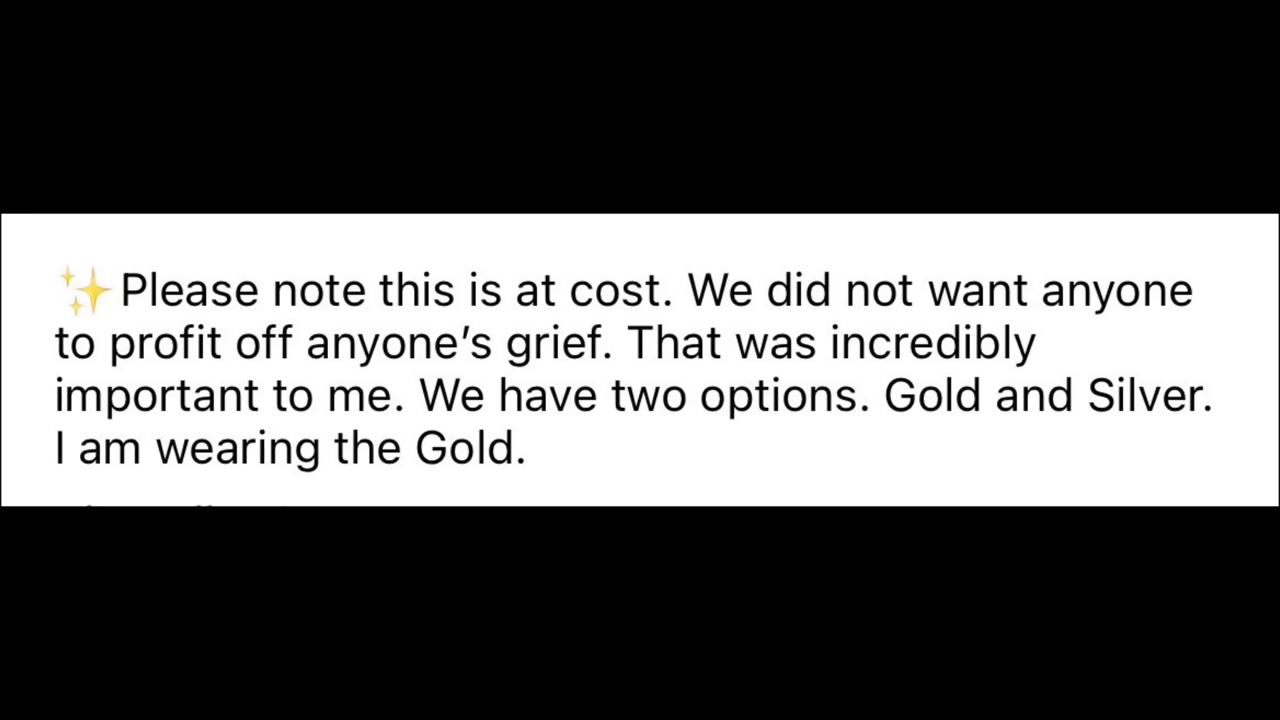 ✨Please note this is at cost. We did not want anyone
to profit off anyone’s grief. That was incredibly
important to me. We have two options. Gold and Silver.
I am wearing the Gold.